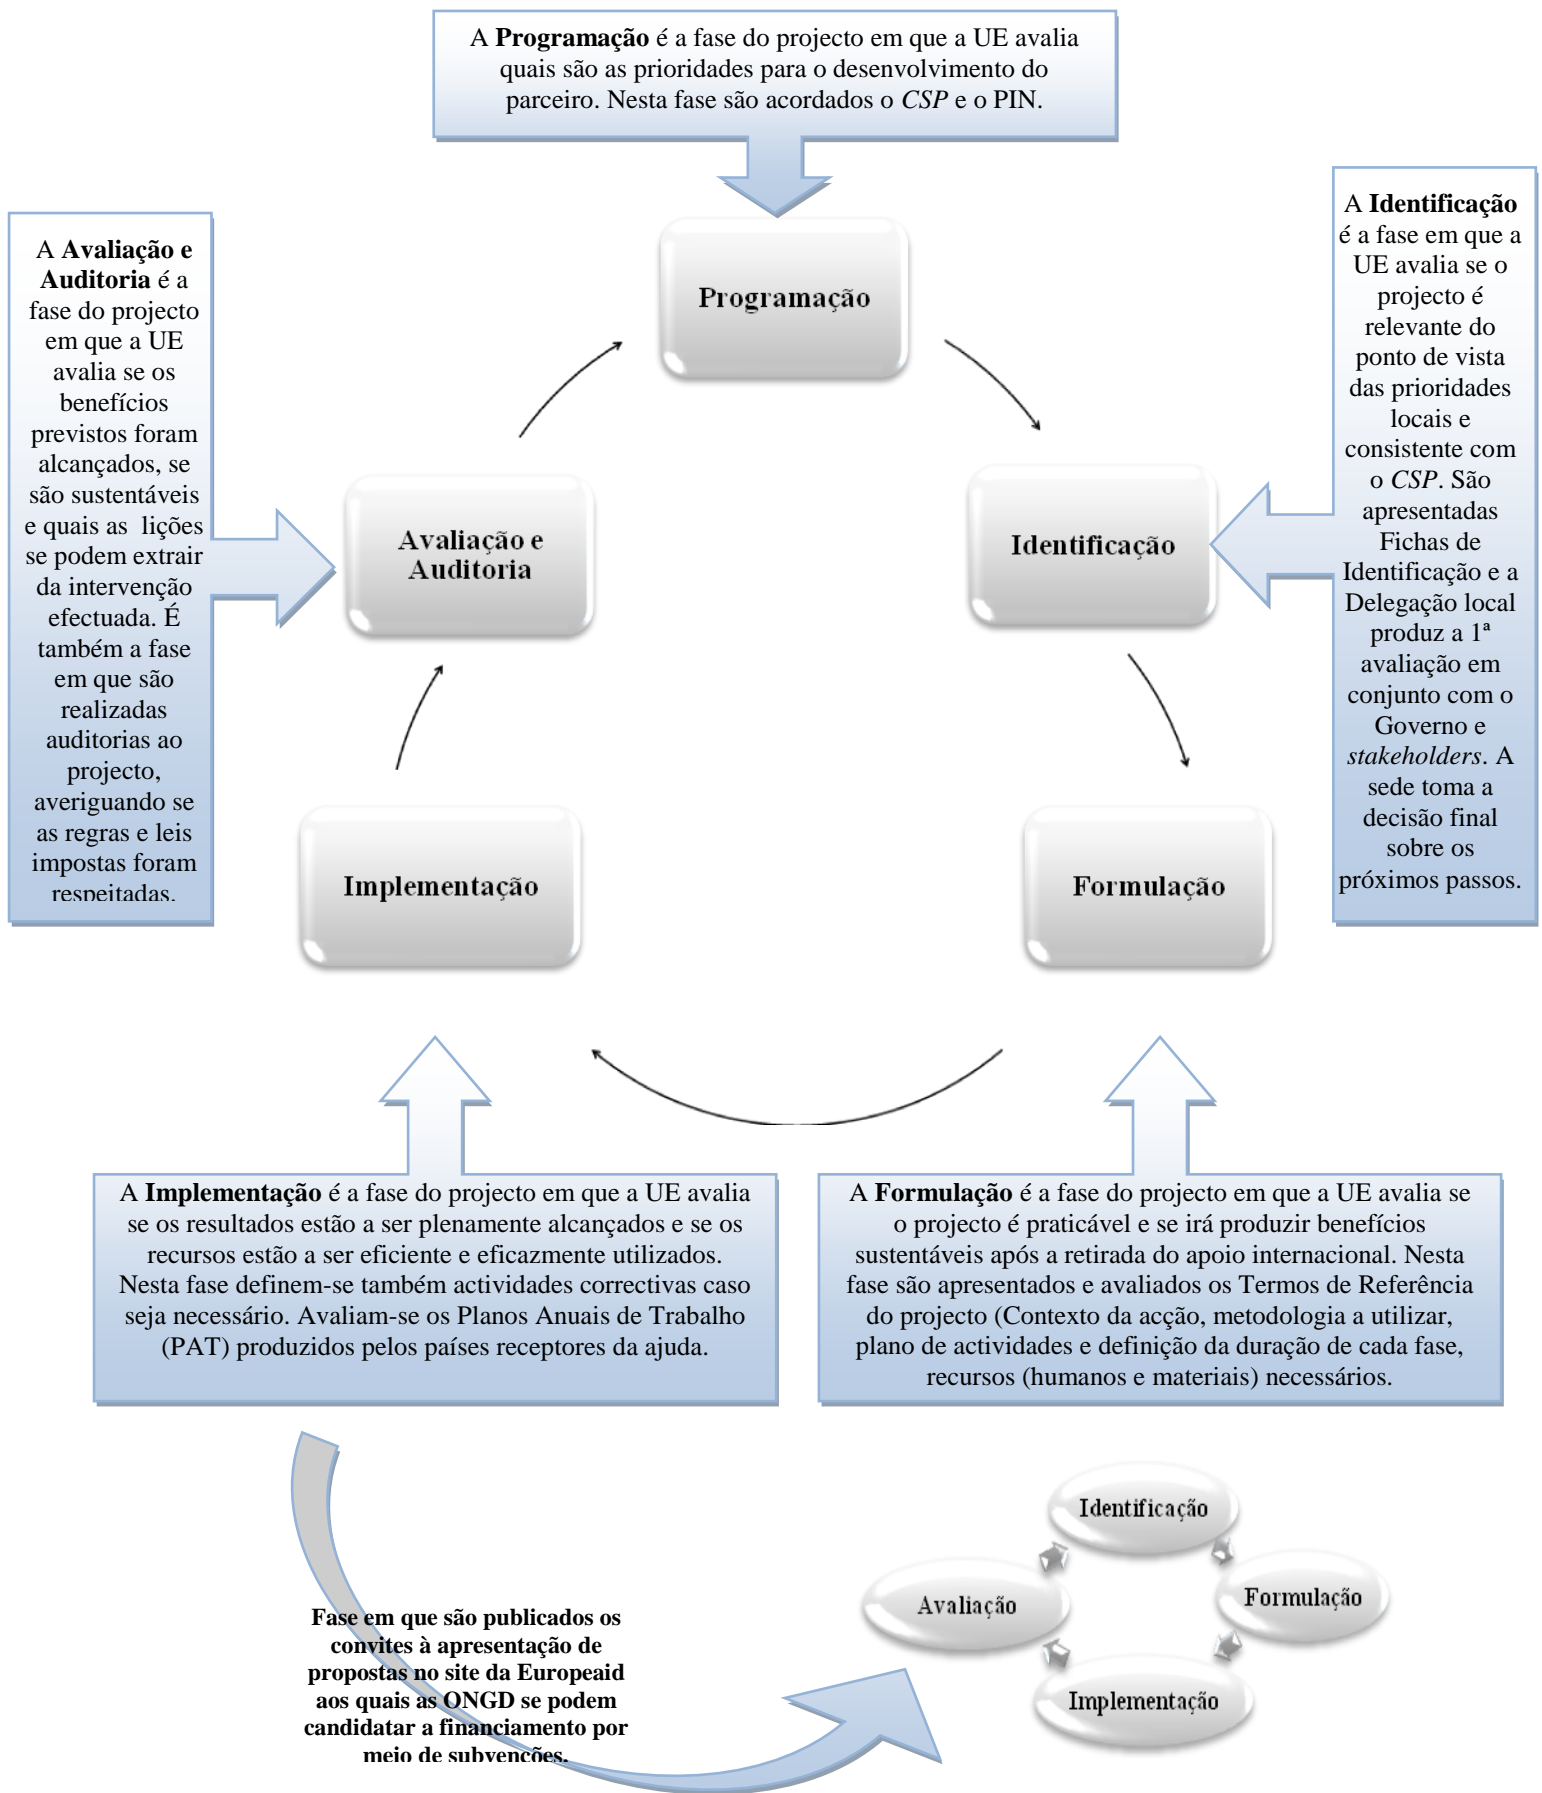 A Programação é a fase do projecto em que a UE avalia
quais são as prioridades para o desenvolvimento do
parceiro. Nesta fase são acordados o CSP e o PIN.
Programação
A Avaliação e
Auditoria é a
fase do projecto
em que a UE
avalia se os
benefícios
previstos foram
alcançados, se
são sustentáveis
e quais as lições
se podem extrair
da intervenção
efectuada. É
também a fase
em que são
realizadas
auditorias ao
projecto,
averiguando se
as regras e leis
impostas foram
respeitadas.
Avaliação e
Auditoria
Identificação
A Identificação
é a fase em que a
UE avalia se o
projecto é
relevante do
ponto de vista
das prioridades
locais e
consistente com
o CSP. São
apresentadas
Fichas de
Identificação e a
Delegação local
produz a 1ª
avaliação em
conjunto com o
Governo e
stakeholders. A
sede toma a
decisão final
sobre os
próximos passos.
Implementação
Formulação
A Implementação é a fase do projecto em que a UE avalia
se os resultados estão a ser plenamente alcançados e se os
recursos estão a ser eficiente e eficazmente utilizados.
Nesta fase definem-se também actividades correctivas caso
seja necessário. Avaliam-se os Planos Anuais de Trabalho
(PAT) produzidos pelos países receptores da ajuda.
A Formulação é a fase do projecto em que a UE avalia se
o projecto é praticável e se irá produzir benefícios
sustentáveis após a retirada do apoio internacional. Nesta
fase são apresentados e avaliados os Termos de Referência
do projecto (Contexto da acção, metodologia a utilizar,
plano de actividades e definição da duração de cada fase,
recursos (humanos e materiais) necessários.
Fase em que são publicados os
convites à apresentação de
propostas no site da Europeaid
aos quais as ONGD se podem
candidatar a financiamento por
meio de subvenções.
Identificação
Avaliação
Formulação
Implementação